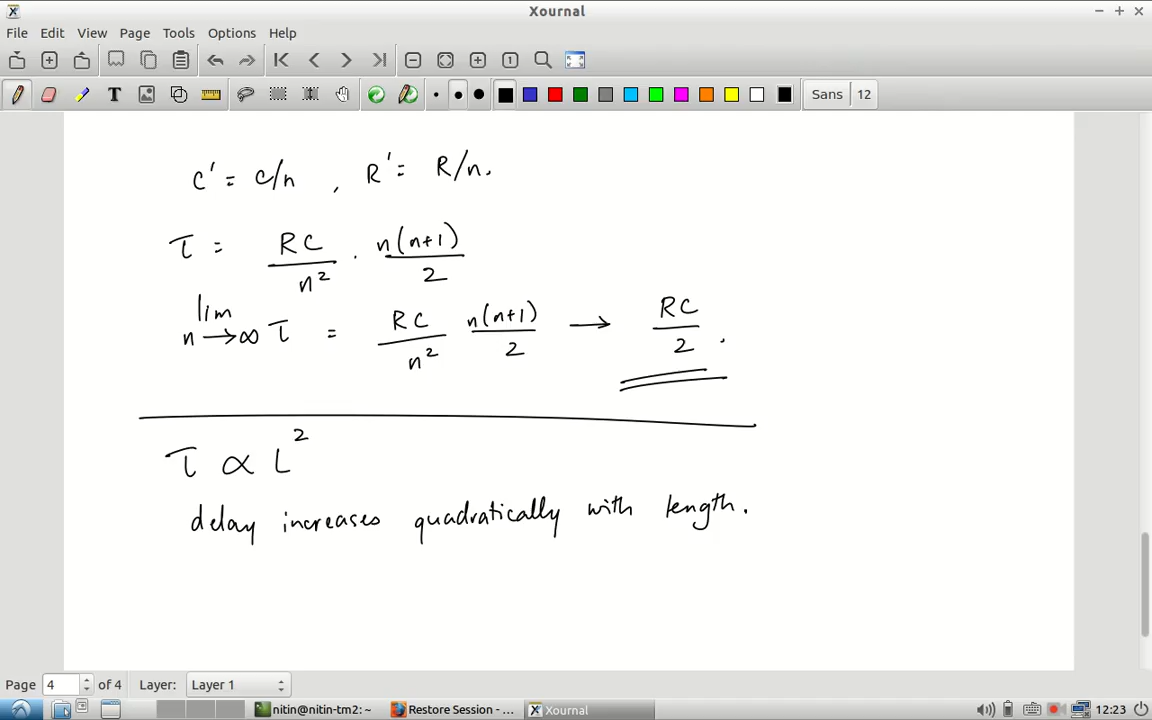 Xournal
File Edit View Page Tools Options Help
Sans 12
C' = C/n , R' = R/n.
τ = RC/n² . n(n+1)/2
lim n→∞ τ = RC/n² n(n+1)/2 → RC/2 .
τ ∝ L²
delay increases quadratically with length.
Page 4 of 4 Layer: Layer 1
nitin@nitin-tm2: ~ Restore Session - ... Xournal 12:23